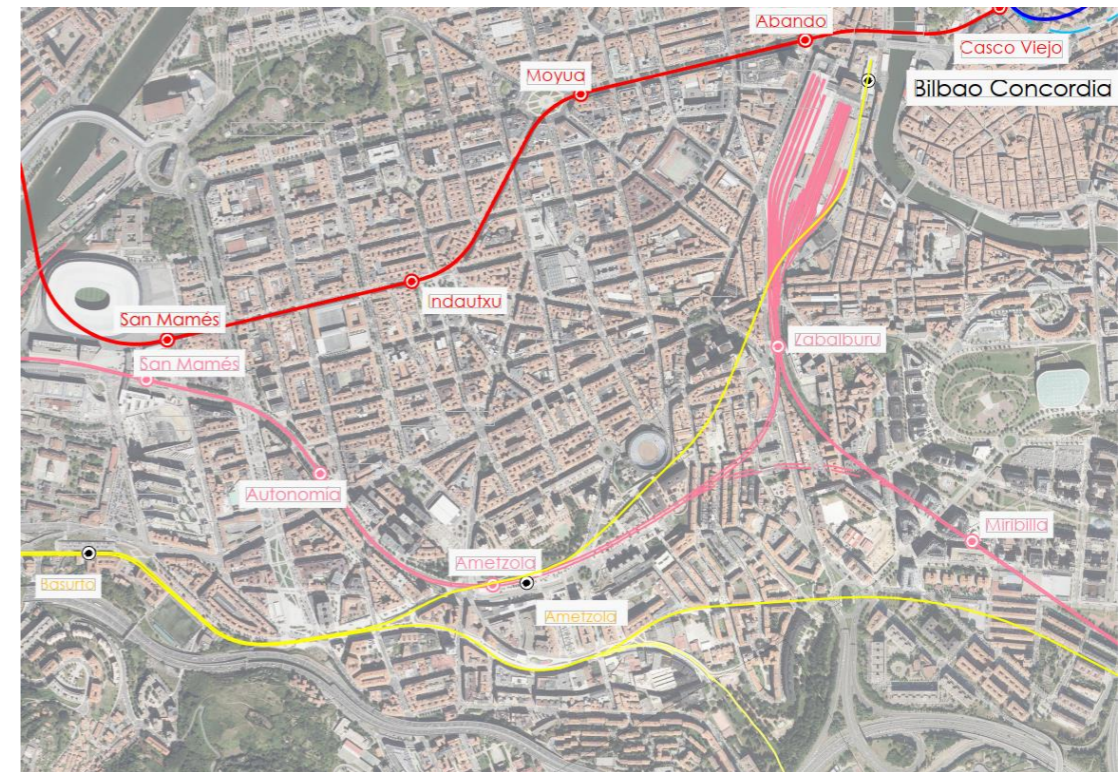 Abando
Casco Viejo
Moyua
Bilbao Concordia
Indautxu
San Mamés
San Mamés
Zabalburu
Autonomía
Miribilla
Ametzola
Basurto
Ametzola